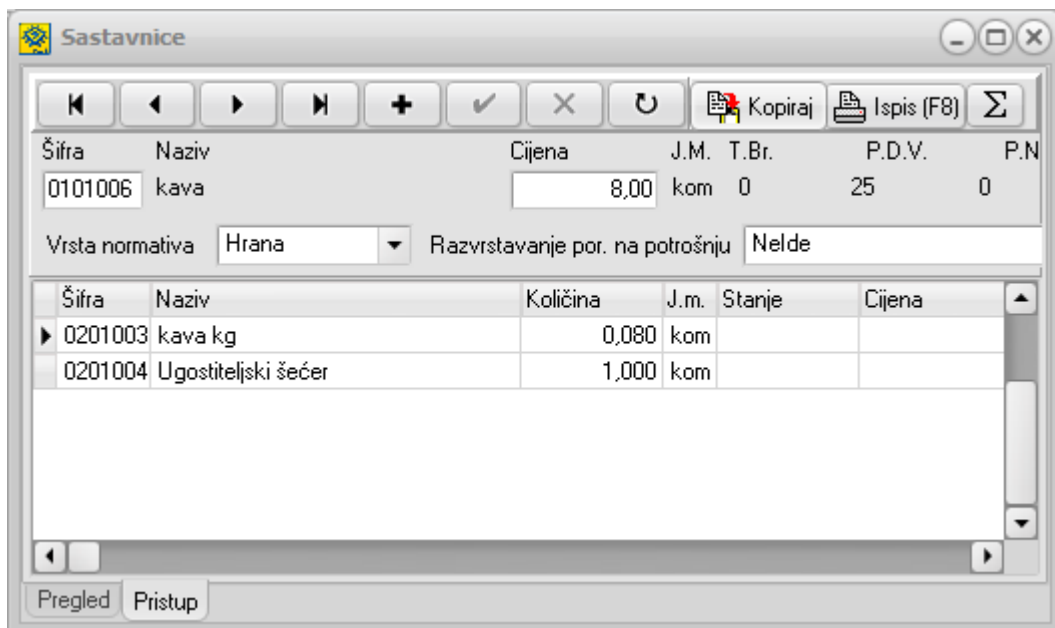 Sastavnice
Kopiraj Ispis (F8) Σ
Šifra Naziv Cijena J.M. T.Br. P.D.V. P.N
0101006 kava 8,00 kom 0 25 0
Vrsta normativa Hrana Razvrstavanje por. na potrošnju Nelde
Šifra Naziv Količina J.m. Stanje Cijena
0201003 kava kg 0,080 kom
0201004 Ugostiteljski šećer 1,000 kom
Pregled Pristup